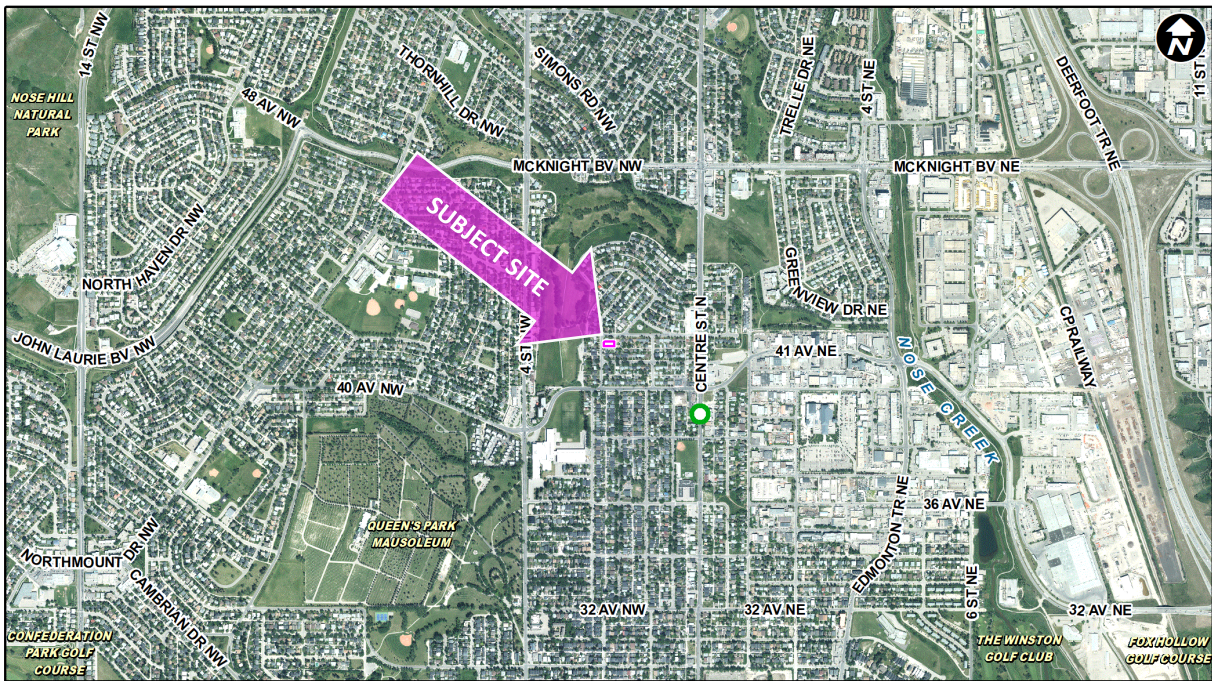 14 ST NW
NOSE HILL
NATURAL
PARK
48 AV NW
THORNHILL DR NW
SIMONS RD NW
TRELLE DR NE
4 ST NE
DEERFOOT TR NE
11 ST
N
MCKNIGHT BV NW
MCKNIGHT BV NE
SUBJECT SITE
NORTH HAVEN DR NW
GREENVIEW DR NE
JOHN LAURIE BV NW
4 ST NW
CENTRE ST N
41 AV NE
NOSE CREEK
CP RAILWAY
40 AV NW
QUEEN'S PARK
MAUSOLEUM
36 AV NE
EDMONTON TR NE
NORTHMOUNT DR NW
CAMBRIAN DR NW
32 AV NW
32 AV NE
6 ST NE
32 AV NE
CONFEDERATION
PARK GOLF
COURSE
THE WINSTON
GOLF CLUB
FOX HOLLOW
GOLF COURSE